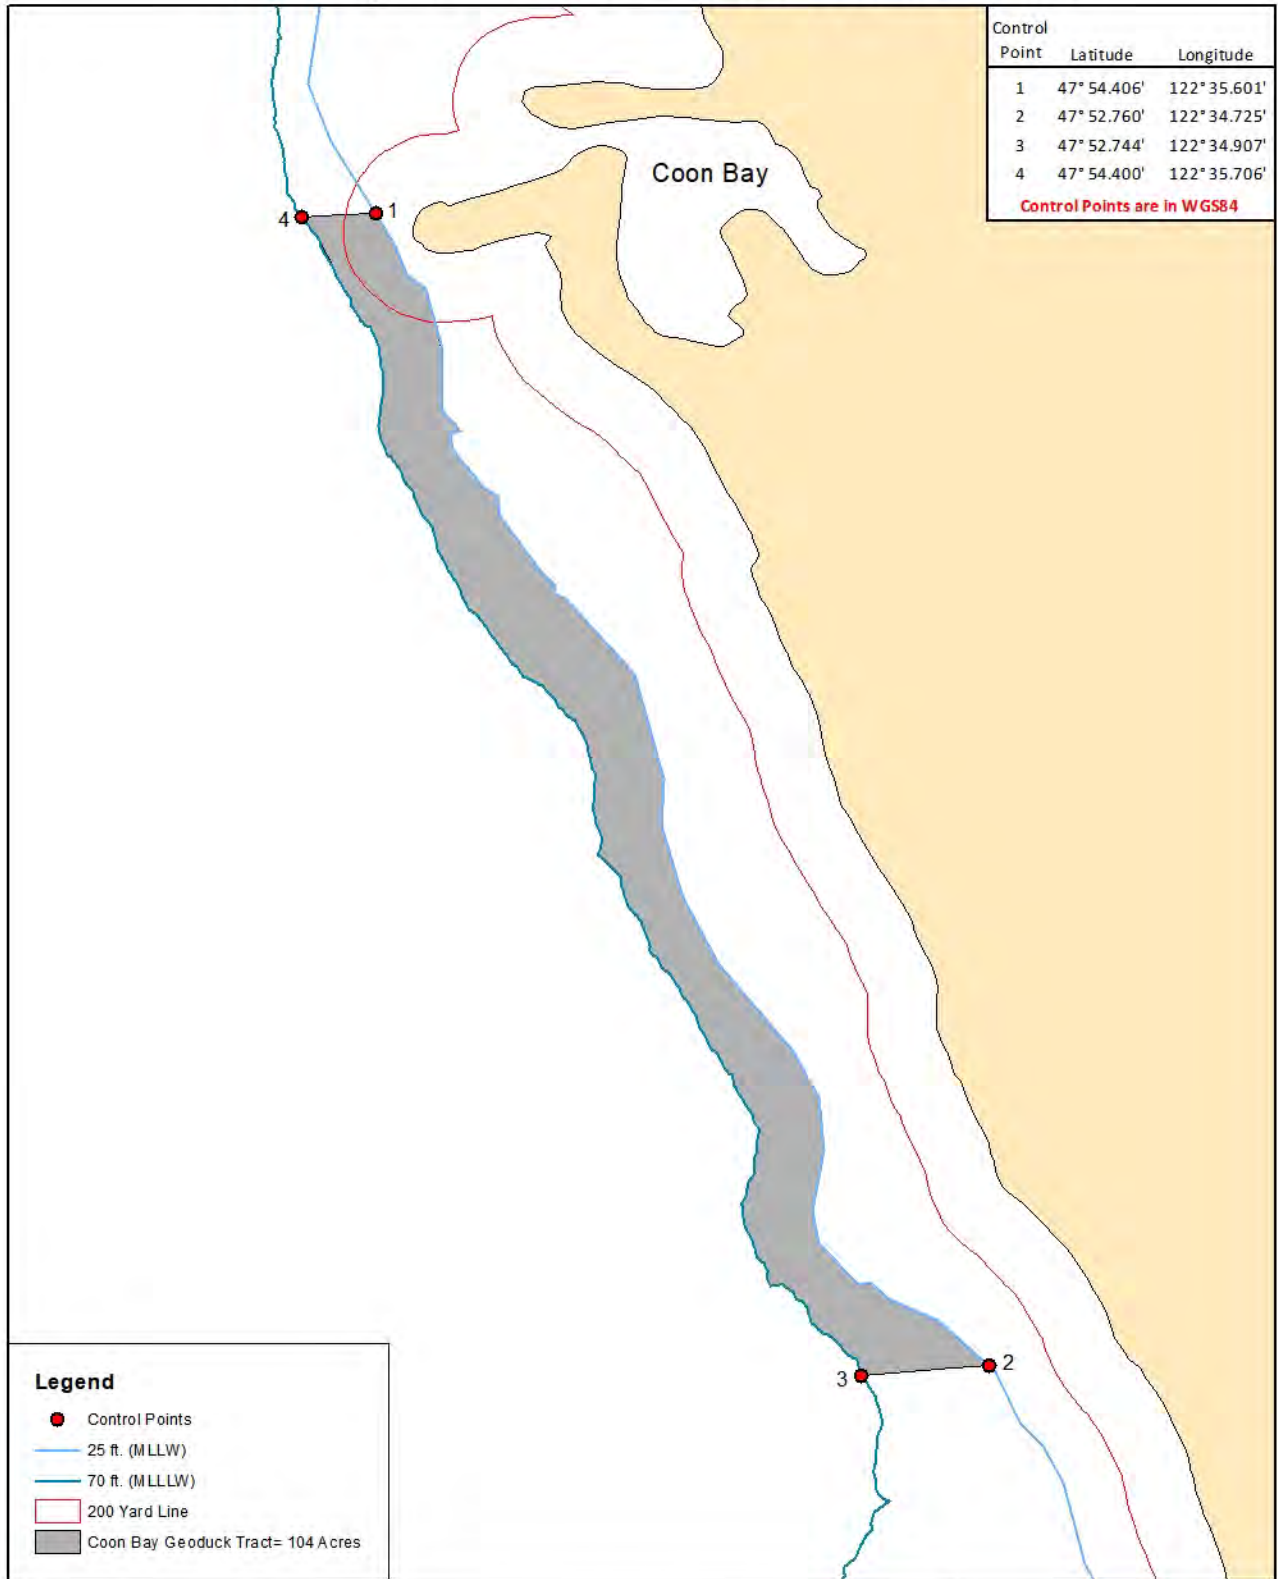 Control
Point Latitude Longitude
1 47° 54.406' 122° 35.601'
2 47° 52.760' 122° 34.725'
3 47° 52.744' 122° 34.907'
4 47° 54.400' 122° 35.706'
Control Points are in WGS84
Coon Bay
1
4
2
3
Legend
Control Points
25 ft. (MLLW)
70 ft. (MLLLW)
200 Yard Line
Coon Bay Geoduck Tract= 104 Acres